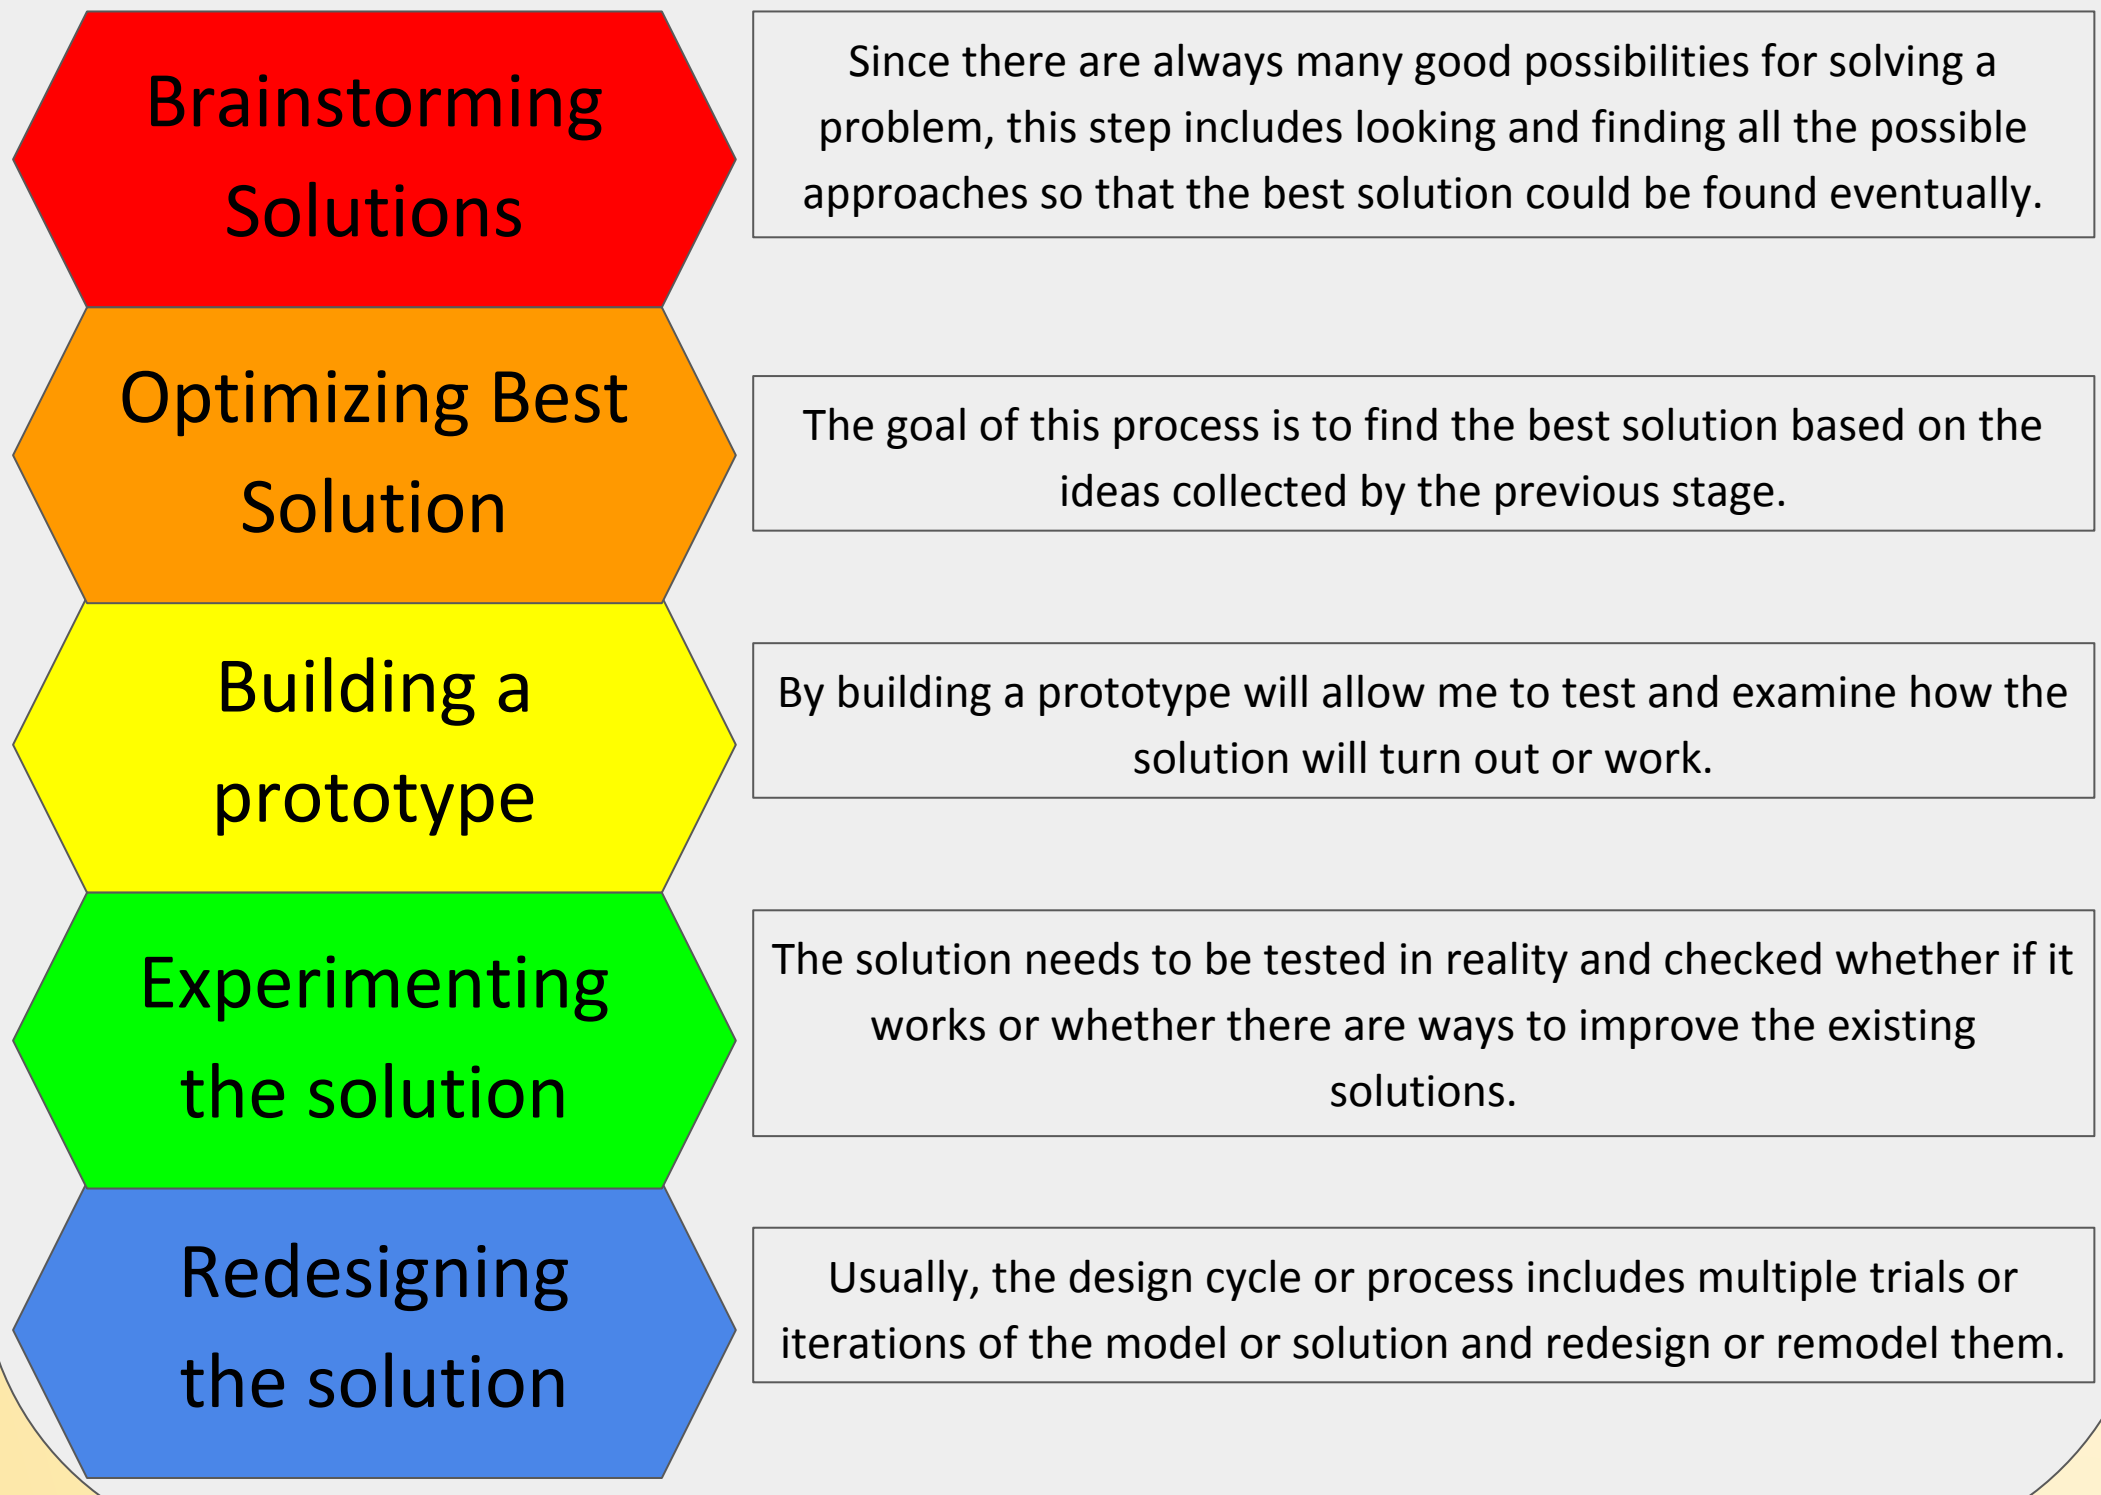 Brainstorming
Solutions
Since there are always many good possibilities for solving a
problem, this step includes looking and finding all the possible
approaches so that the best solution could be found eventually.
Optimizing Best
Solution
The goal of this process is to find the best solution based on the
ideas collected by the previous stage.
Building a
prototype
By building a prototype will allow me to test and examine how the
solution will turn out or work.
Experimenting
the solution
The solution needs to be tested in reality and checked whether if it
works or whether there are ways to improve the existing
solutions.
Redesigning
the solution
Usually, the design cycle or process includes multiple trials or
iterations of the model or solution and redesign or remodel them.